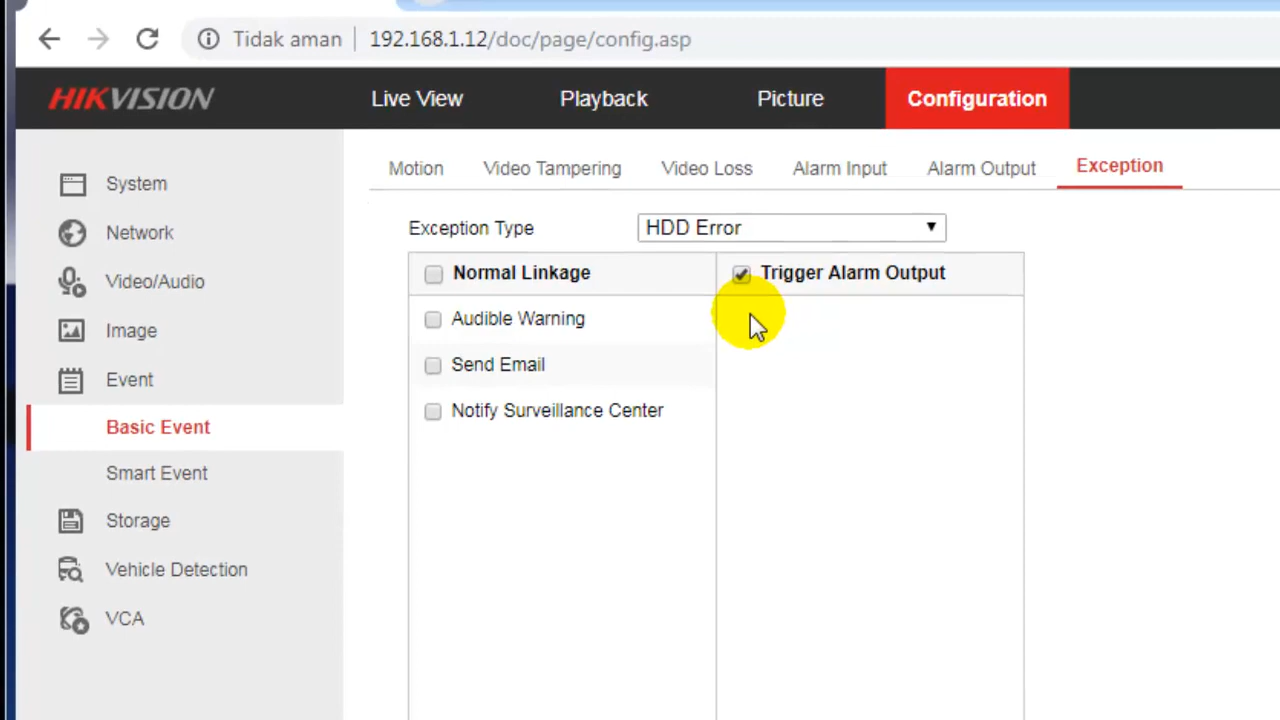 Tidak aman 192.168.1.12/doc/page/config.asp
HIKVISION Live View Playback Picture Configuration
Motion Video Tampering Video Loss Alarm Input Alarm Output Exception
System
Network
Video/Audio
Image
Event
Basic Event
Smart Event
Storage
Vehicle Detection
VCA
Exception Type HDD Error
Normal Linkage Trigger Alarm Output
Audible Warning
Send Email
Notify Surveillance Center